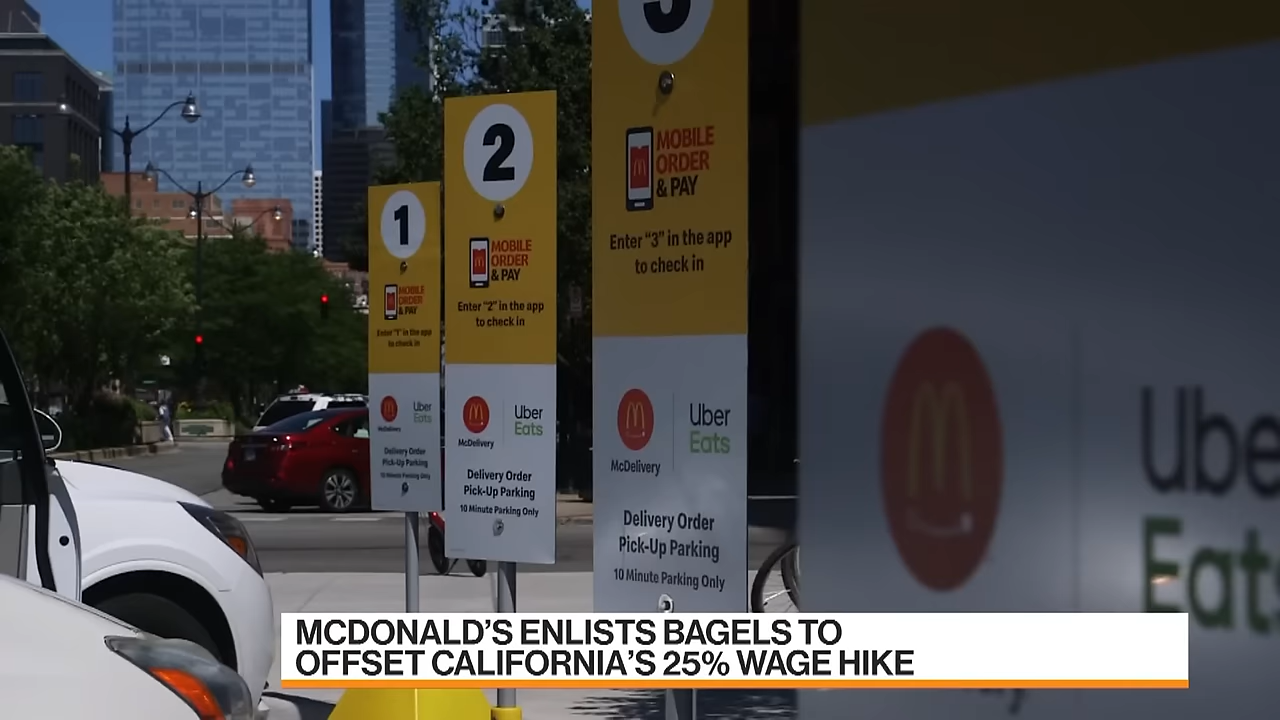 1
MOBILE
ORDER
& PAY
Enter "1" in the app
to check in
McDelivery
Uber
Eats
Delivery Order
Pick-Up Parking
10 Minute Parking Only
2
MOBILE
ORDER
& PAY
Enter "2" in the app
to check in
McDelivery
Uber
Eats
Delivery Order
Pick-Up Parking
10 Minute Parking Only
3
MOBILE
ORDER
& PAY
Enter "3" in the app
to check in
McDelivery
Uber
Eats
Delivery Order
Pick-Up Parking
10 Minute Parking Only
Uber
Eats
MCDONALD'S ENLISTS BAGELS TO
OFFSET CALIFORNIA'S 25% WAGE HIKE